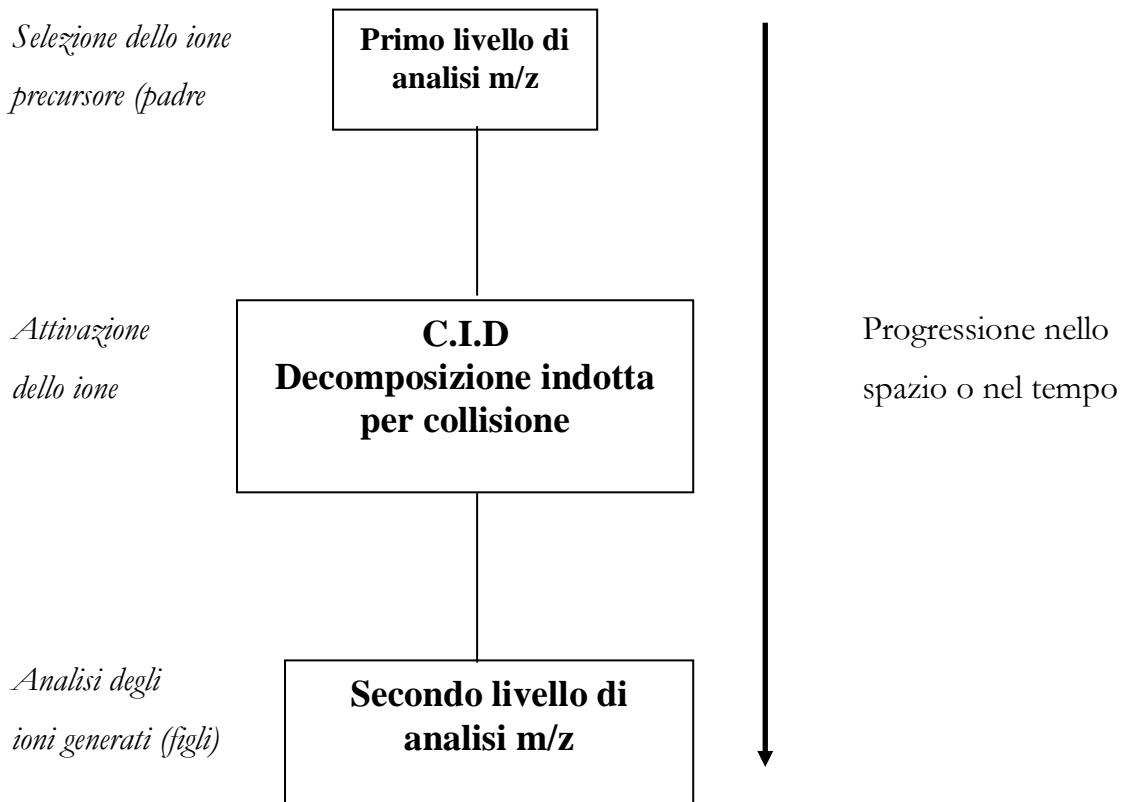 Selezione dello ione
precursore (padre
Primo livello di
analisi m/z
Attivazione
dello ione
C.I.D
Decomposizione indotta
per collisione
Progressione nello
spazio o nel tempo
Analisi degli
ioni generati (figli)
Secondo livello di
analisi m/z